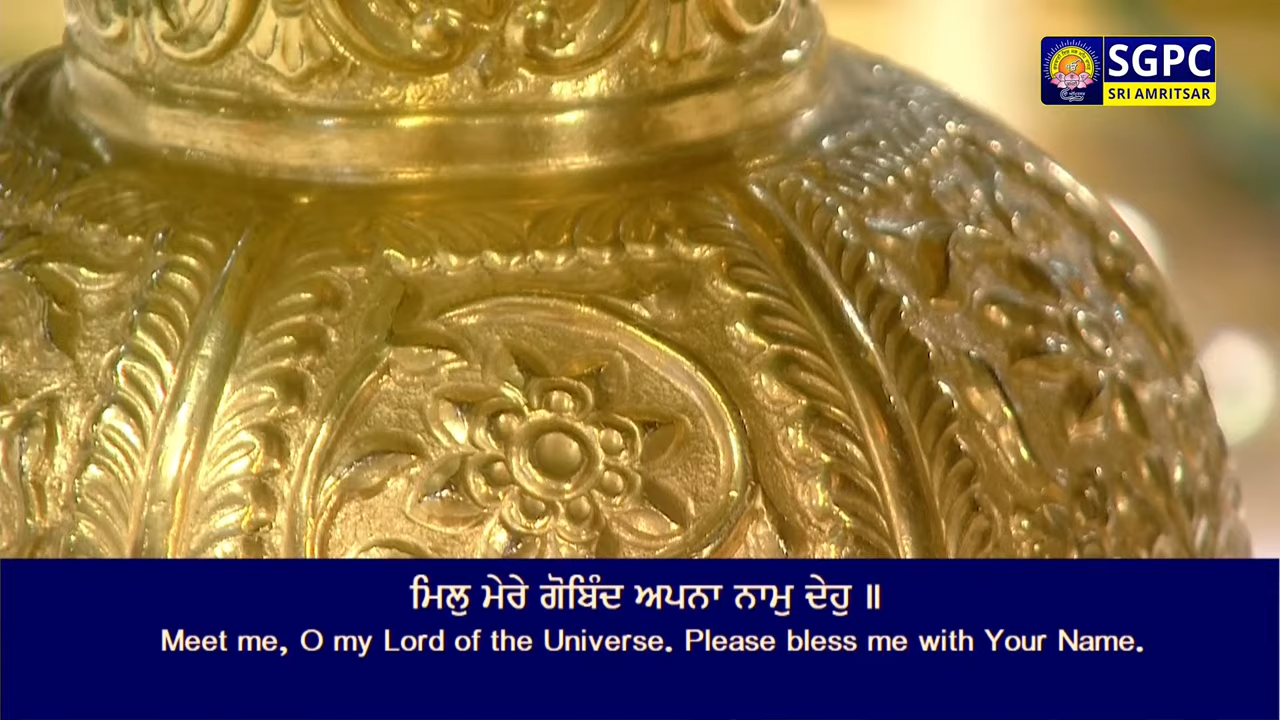 SGPC
SRI AMRITSAR
ਮਿਲੁ ਮੇਰੇ ਗੋਬਿੰਦ ਅਪਨਾ ਨਾਮੁ ਦੇਹੁ ॥
Meet me, O my Lord of the Universe. Please bless me with Your Name.